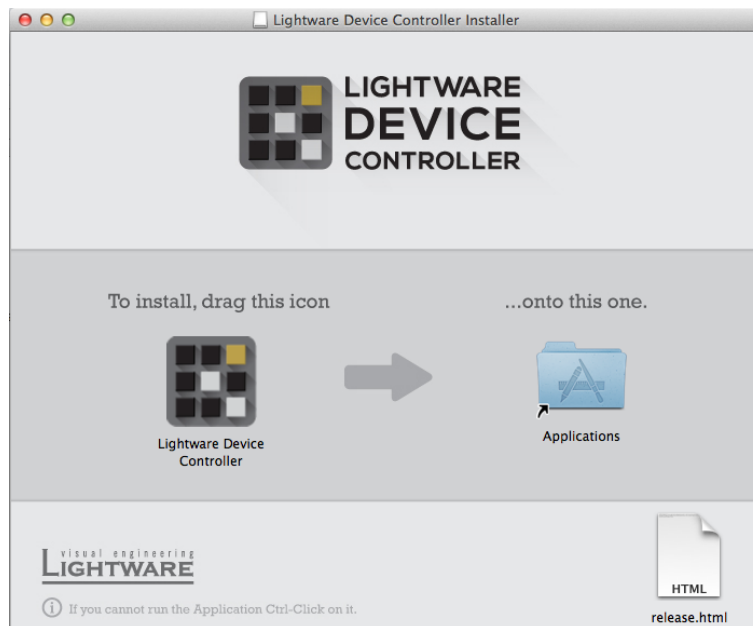 Lightware Device Controller Installer
LIGHTWARE
DEVICE
CONTROLLER
To install, drag this icon
...onto this one.
Lightware Device
Controller
Applications
visual engineering
LIGHTWARE
If you cannot run the Application Ctrl-Click on it.
HTML
release.html